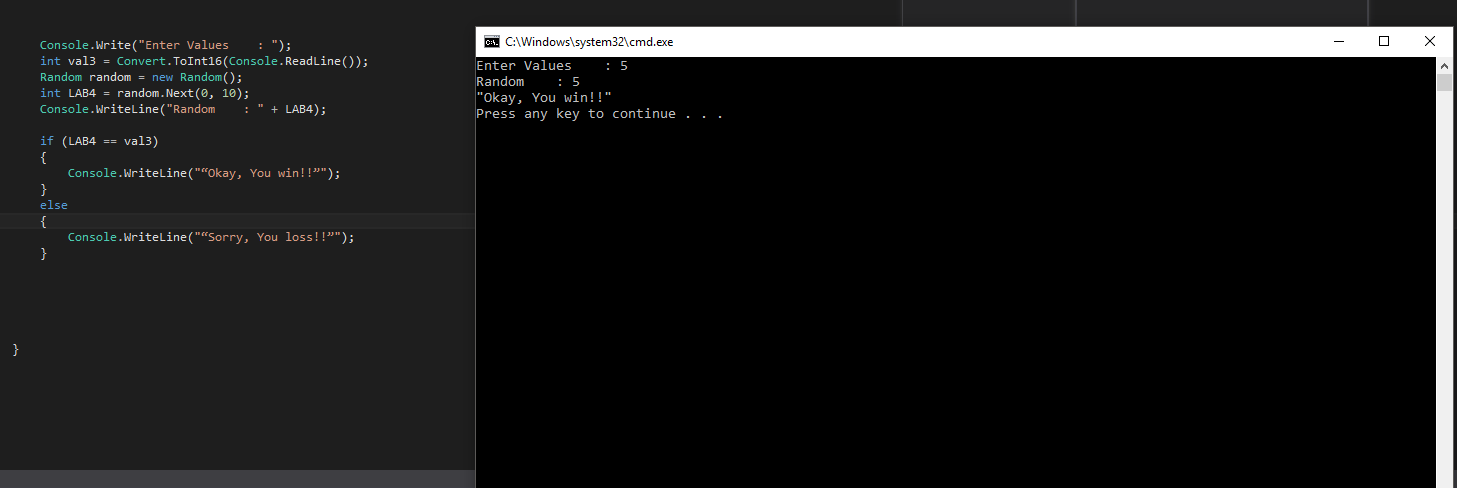 Console.Write("Enter Values    : ");
int val3 = Convert.ToInt16(Console.ReadLine());
Random random = new Random();
int LAB4 = random.Next(0, 10);
Console.WriteLine("Random    : " + LAB4);
if (LAB4 == val3)
{
Console.WriteLine("“Okay, You win!!”");
}
else
{
Console.WriteLine("“Sorry, You loss!!”");
}
}
C:\Windows\system32\cmd.exe
Enter Values    : 5
Random    : 5
"Okay, You win!!"
Press any key to continue . . .